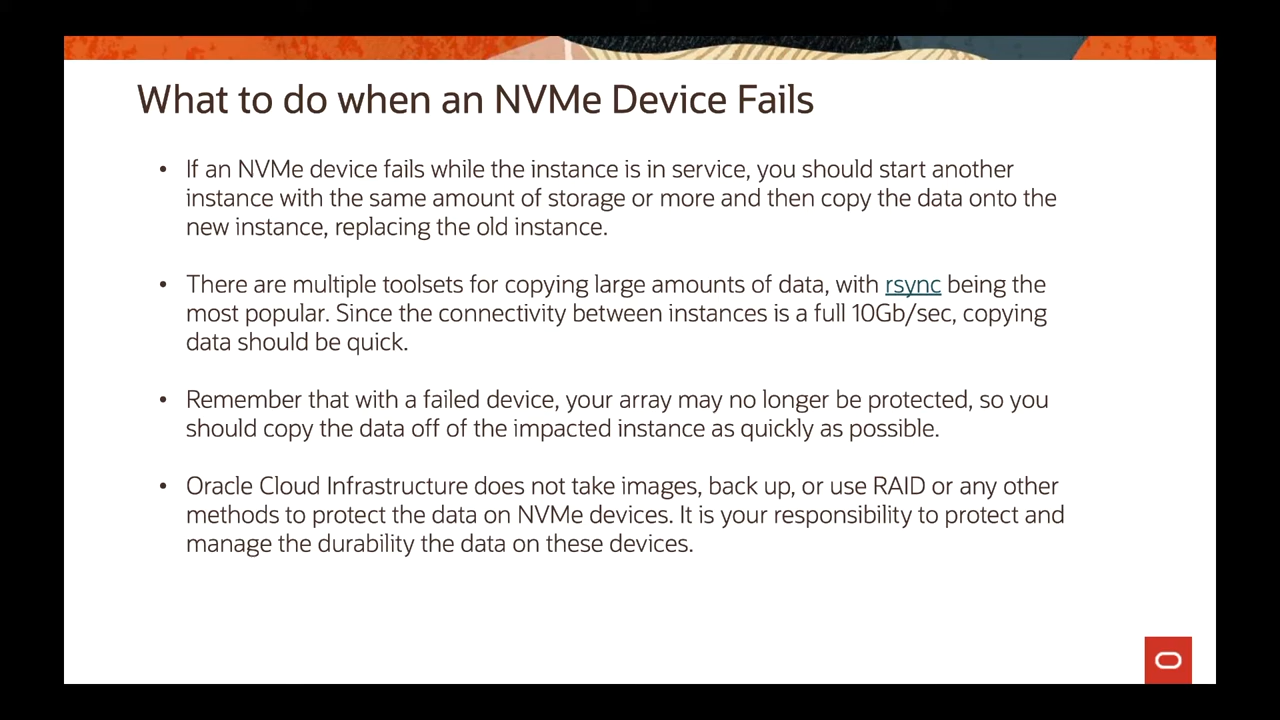 What to do when an NVMe Device Fails
• If an NVMe device fails while the instance is in service, you should start another
instance with the same amount of storage or more and then copy the data onto the
new instance, replacing the old instance.
• There are multiple toolsets for copying large amounts of data, with rsync being the
most popular. Since the connectivity between instances is a full 10Gb/sec, copying
data should be quick.
• Remember that with a failed device, your array may no longer be protected, so you
should copy the data off of the impacted instance as quickly as possible.
• Oracle Cloud Infrastructure does not take images, back up, or use RAID or any other
methods to protect the data on NVMe devices. It is your responsibility to protect and
manage the durability the data on these devices.